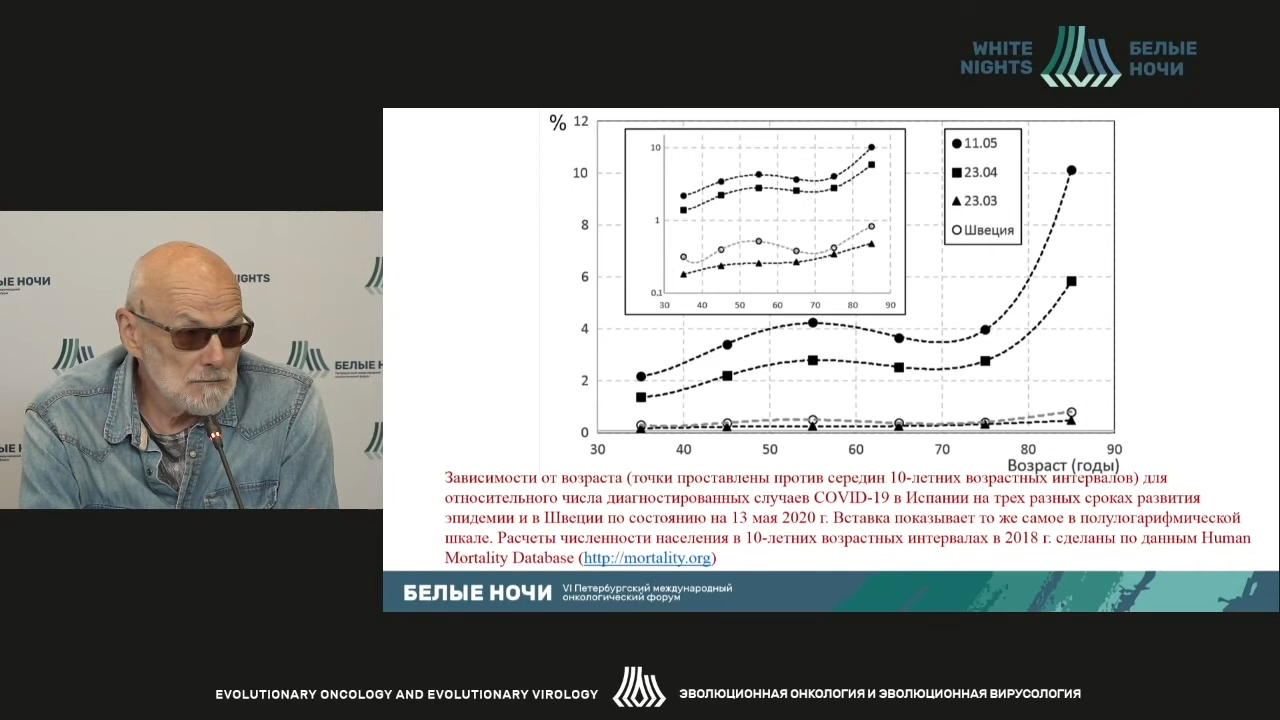 WHITE
NIGHTS
БЕЛЫЕ
НОЧИ
ЫЕ НОЧИ
NIGHTS
БЕЛЫЕ НОЧИ
% 12
10
8
6
4
2
0
30 40 50 60 70 80 90
Возраст (годы)
10
1
0.1
30 40 50 60 70 80 90
11.05
23.04
23.03
Швеция
Зависимости от возраста (точки проставлены против середин 10-летних возрастных интервалов) для
относительного числа диагностированных случаев COVID-19 в Испании на трех разных сроках развития
эпидемии и в Швеции по состоянию на 13 мая 2020 г. Вставка показывает то же самое в полулогарифмической
шкале. Расчеты численности населения в 10-летних возрастных интервалах в 2018 г. сделаны по данным Human
Mortality Database (http://mortality.org)
БЕЛЫЕ НОЧИ
VI Петербургский международный
онкологический форум
EVOLUTIONARY ONCOLOGY AND EVOLUTIONARY VIROLOGY
ЭВОЛЮЦИОННАЯ ОНКОЛОГИЯ И ЭВОЛЮЦИОННАЯ ВИРУСОЛОГИЯ